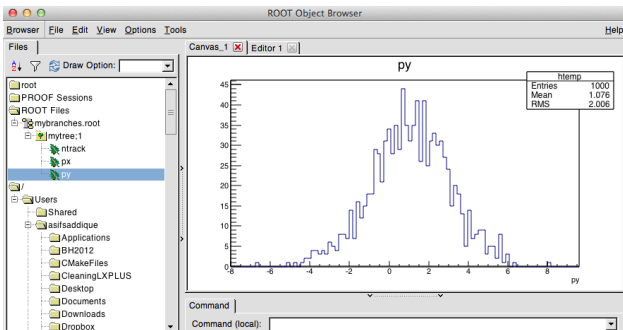 ROOT Object Browser
Browser File Edit View Options Tools Help
Files
Draw Option:
root
PROOF Sessions
ROOT Files
mybranches.root
mytree;1
ntrack
px
py
/
Users
Shared
asifsaddique
Applications
BH2012
CMakeFiles
CleaningLXPLUS
Desktop
Documents
Downloads
Dropbox
Canvas_1 Editor 1
py
htemp
Entries 1000
Mean 1.076
RMS 2.006
45
40
35
30
25
20
15
10
5
0
-8 -6 -4 -2 0 2 4 6 8
py
Command
Command (local):